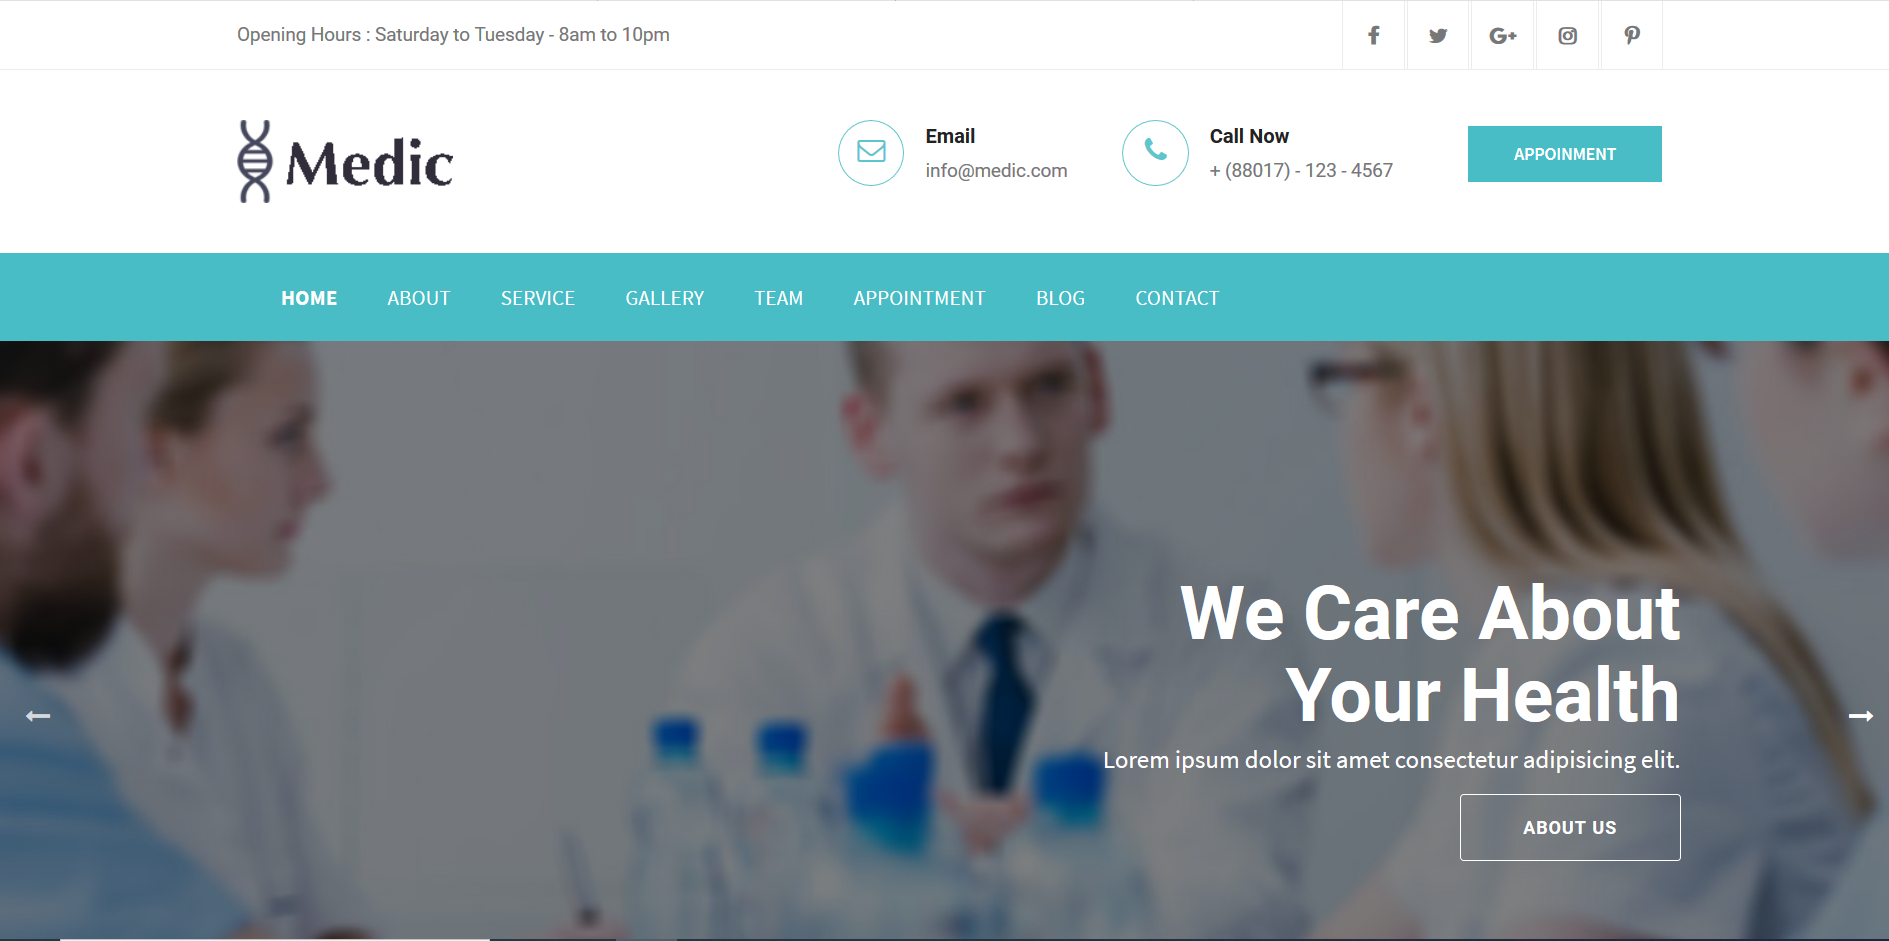 Opening Hours : Saturday to Tuesday - 8am to 10pm
Medic
Email
info@medic.com
Call Now
+ (88017) - 123 - 4567
APPOINMENT
HOME ABOUT SERVICE GALLERY TEAM APPOINTMENT BLOG CONTACT
We Care About
Your Health
Lorem ipsum dolor sit amet consectetur adipisicing elit.
ABOUT US